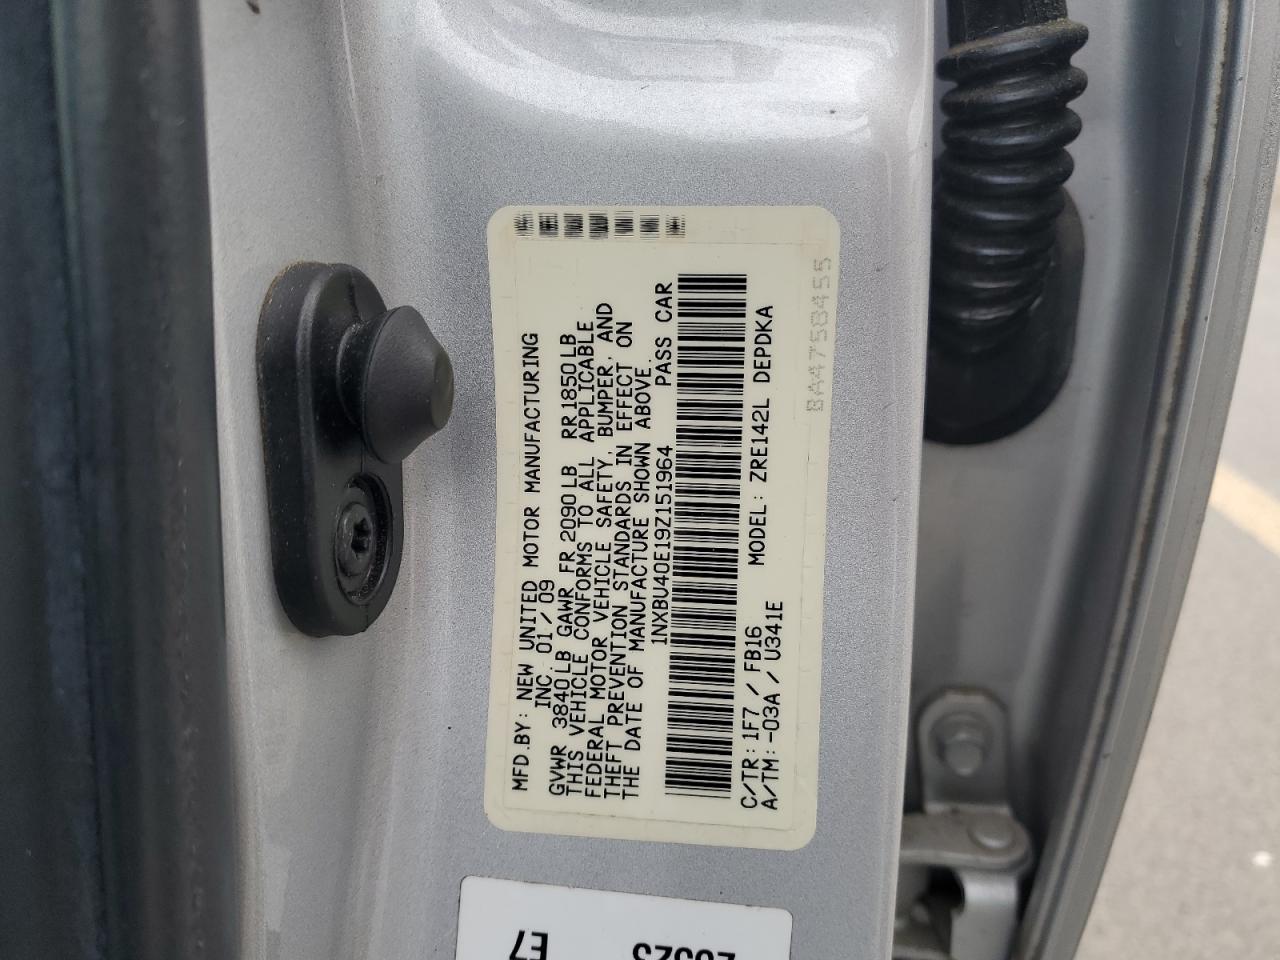 MFD.BY: NEW UNITED MOTOR MANUFACTURING
INC. 01/09
GVWR 3840LB GAWR FR 2090LB RR 1850LB
THIS VEHICLE CONFORMS TO ALL APPLICABLE
FEDERAL MOTOR VEHICLE SAFETY, BUMPER, AND
THEFT PREVENTION STANDARDS IN EFFECT ON
THE DATE OF MANUFACTURE SHOWN ABOVE.
1NXBU40E19Z151964 PASS CAR
C/TR: 1F7 / FB16 MODEL: ZRE142L DEPDKA
A/TM: -03A / U341E
8A4758455
E7